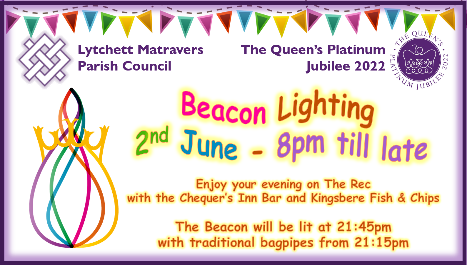 Lytchett Matravers
Parish Council
The Queen's Platinum
Jubilee 2022
THE QUEEN'S PLATINUM JUBILEE 2022
Beacon Lighting
2nd June - 8pm till late
Enjoy your evening on The Rec
with the Chequer's Inn Bar and Kingsbere Fish & Chips
The Beacon will be lit at 21:45pm
with traditional bagpipes from 21:15pm